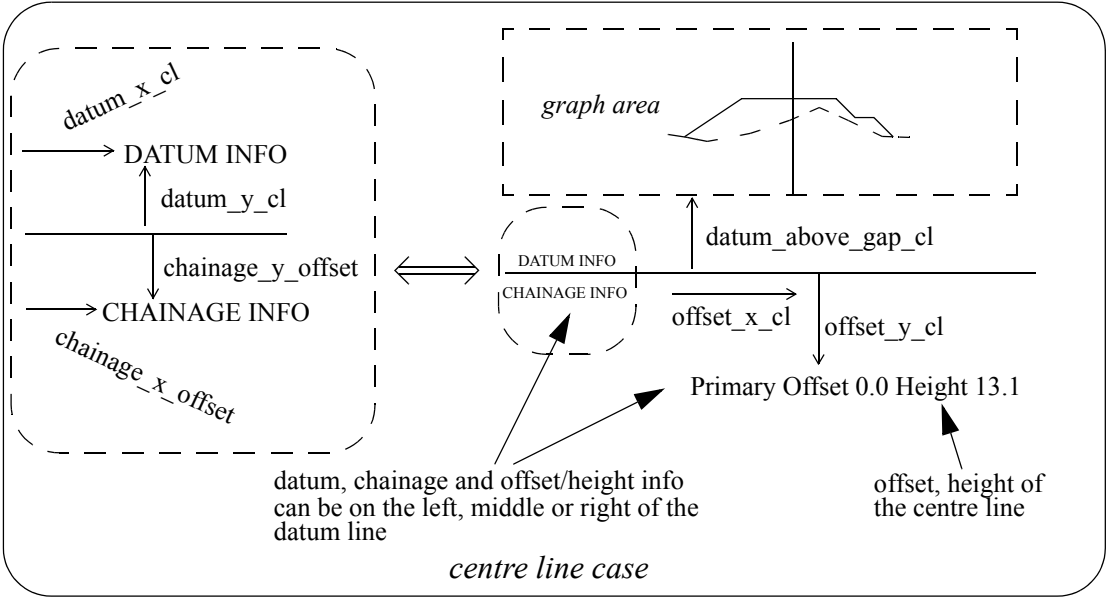 datum_x_cl
DATUM INFO
datum_y_cl
chainage_y_offset
CHAINAGE INFO
chainage_x_offset
graph area
datum_above_gap_cl
DATUM INFO
CHAINAGE INFO
offset_x_cl
offset_y_cl
Primary Offset 0.0 Height 13.1
datum, chainage and offset/height info
can be on the left, middle or right of the
datum line
offset, height of
the centre line
centre line case